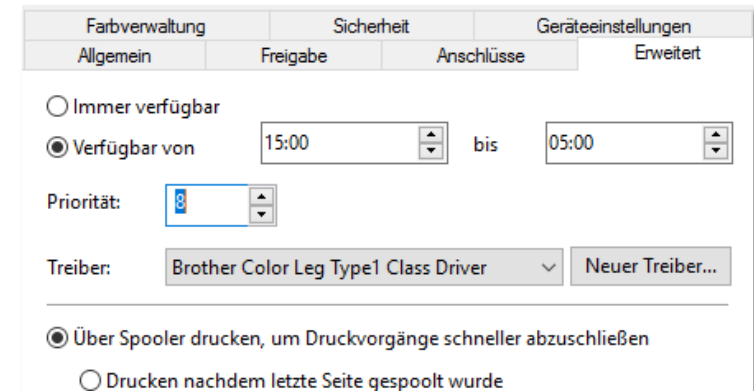 Farbverwaltung Sicherheit Geräteeinstellungen
Allgemein Freigabe Anschlüsse Erweitert
Immer verfügbar
Verfügbar von 15:00 bis 05:00
Priorität: 8
Treiber: Brother Color Leg Type1 Class Driver Neuer Treiber...
Über Spooler drucken, um Druckvorgänge schneller abzuschließen
Drucken nachdem letzte Seite gespoolt wurde